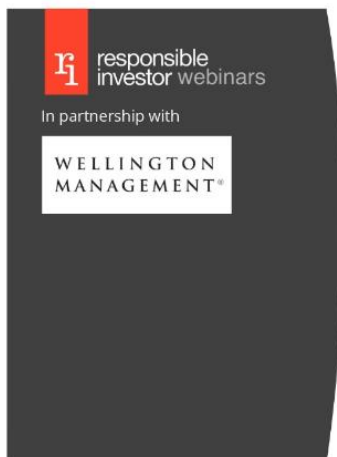 ri
responsible
investor webinars
In partnership with
WELLINGTON
MANAGEMENT®